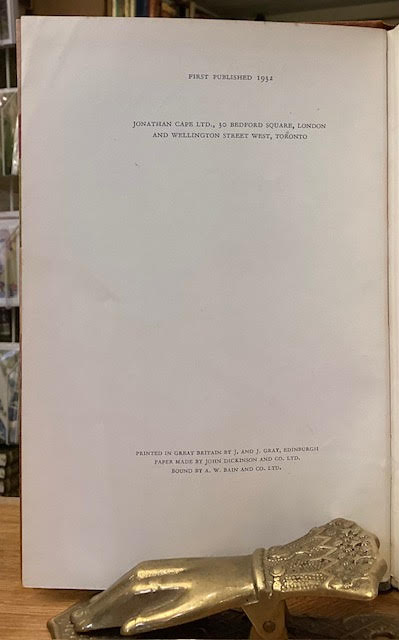 FIRST PUBLISHED 1932
JONATHAN CAPE LTD., 30 BEDFORD SQUARE, LONDON
AND WELLINGTON STREET WEST, TORONTO
PRINTED IN GREAT BRITAIN BY J. AND J. GRAY, EDINBURGH
PAPER MADE BY JOHN DICKINSON AND CO. LTD.
BOUND BY A. W. BAIN AND CO. LTD.